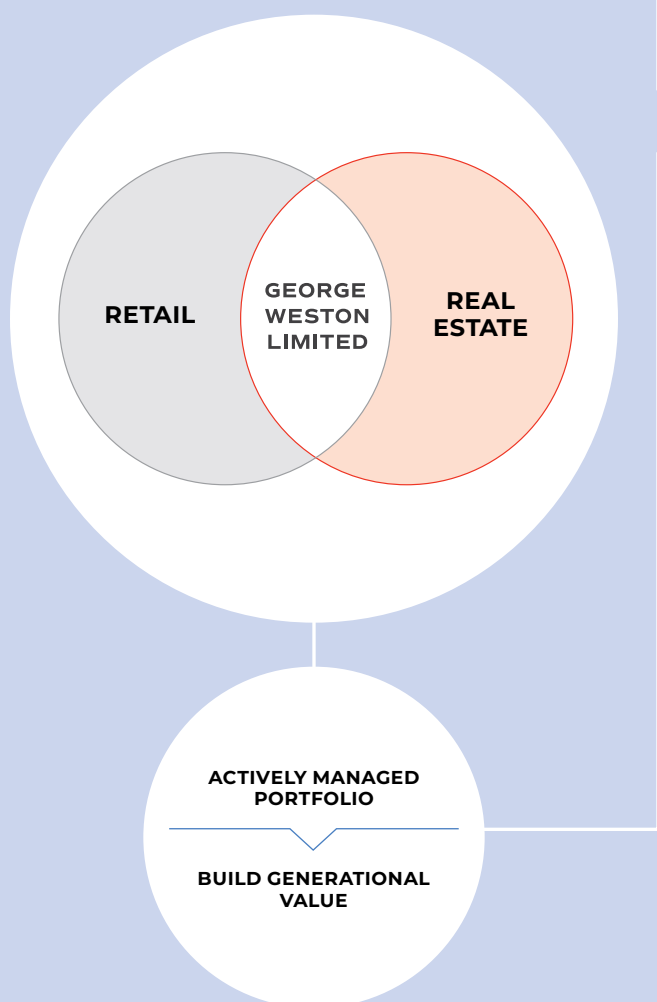 RETAIL
GEORGE
WESTON
LIMITED
REAL
ESTATE
ACTIVELY MANAGED
PORTFOLIO
BUILD GENERATIONAL
VALUE